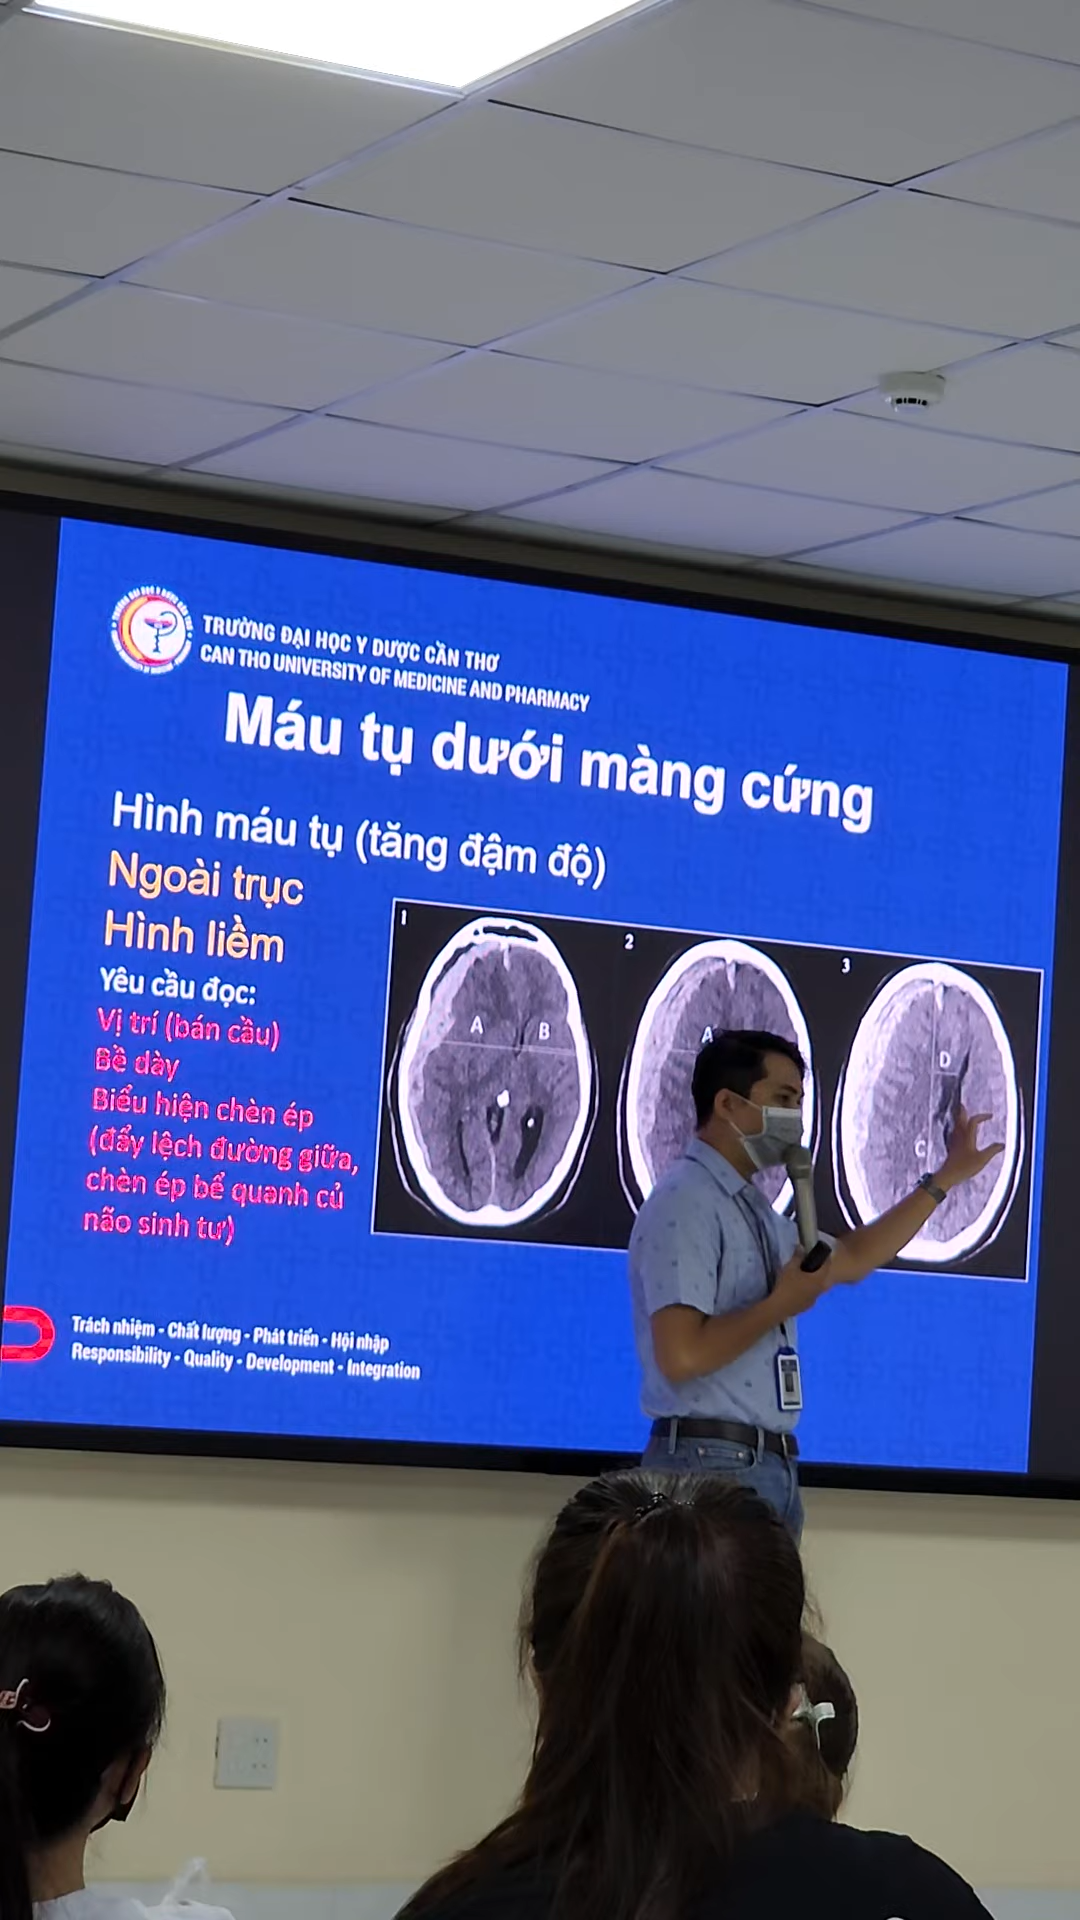 TRƯỜNG ĐẠI HỌC Y DƯỢC CẦN THƠ
CAN THO UNIVERSITY OF MEDICINE AND PHARMACY
Máu tụ dưới màng cứng
Hình máu tụ (tăng đậm độ)
Ngoài trục
Hình liềm
Yêu cầu đọc:
Vị trí (bán cầu)
Bề dày
Biểu hiện chèn ép
(đẩy lệch đường giữa,
chèn ép bể quanh củ
não sinh tư)
1
A B
2
A
3
D
C
Trách nhiệm - Chất lượng - Phát triển - Hội nhập
Responsibility - Quality - Development - Integration